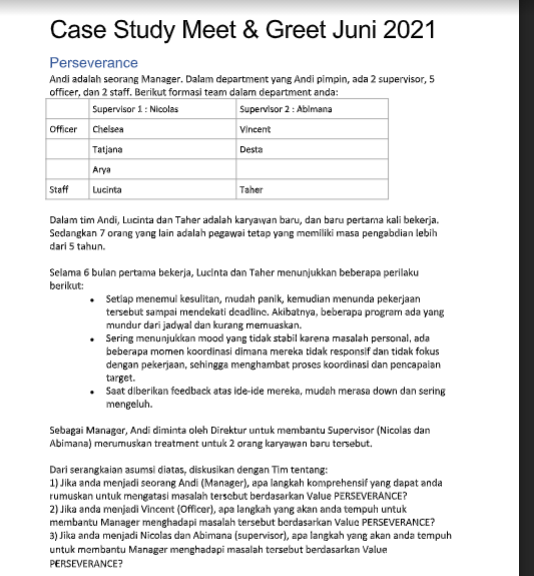 Case Study Meet & Greet Juni 2021
Perseverance
Andi adalah seorang Manager. Dalam department yang Andi pimpin, ada 2 supervisor, 5
officer, dan 2 staff. Berikut formasi team dalam department anda:
Supervisor 1 : Nicolas Supervisor 2 : Abimana
Officer Chelsea Vincent
Tatjana Desta
Arya
Staff Lucinta Taher
Dalam tim Andi, Lucinta dan Taher adalah karyawan baru, dan baru pertama kali bekerja.
Sedangkan 7 orang yang lain adalah pegawai tetap yang memiliki masa pengabdian lebih
dari 5 tahun.
Selama 6 bulan pertama bekerja, Lucinta dan Taher menunjukkan beberapa perilaku
berikut:
• Setiap menemui kesulitan, mudah panik, kemudian menunda pekerjaan
tersebut sampai mendekati deadline. Akibatnya, beberapa program ada yang
mundur dari jadwal dan kurang memuaskan.
• Sering menunjukkan mood yang tidak stabil karena masalah personal, ada
beberapa momen koordinasi dimana mereka tidak responsif dan tidak fokus
dengan pekerjaan, sehingga menghambat proses koordinasi dan pencapaian
target.
• Saat diberikan feedback atas ide-ide mereka, mudah merasa down dan sering
mengeluh.
Sebagai Manager, Andi diminta oleh Direktur untuk membantu Supervisor (Nicolas dan
Abimana) merumuskan treatment untuk 2 orang karyawan baru tersebut.
Dari serangkaian asumsi diatas, diskusikan dengan Tim tentang:
1) Jika anda menjadi seorang Andi (Manager), apa langkah komprehensif yang dapat anda
rumuskan untuk mengatasi masalah tersebut berdasarkan Value PERSEVERANCE?
2) Jika anda menjadi Vincent (Officer), apa langkah yang akan anda tempuh untuk
membantu Manager menghadapi masalah tersebut berdasarkan Value PERSEVERANCE?
3) Jika anda menjadi Nicolas dan Abimana (supervisor), apa langkah yang akan anda tempuh
untuk membantu Manager menghadapi masalah tersebut berdasarkan Value
PERSEVERANCE?